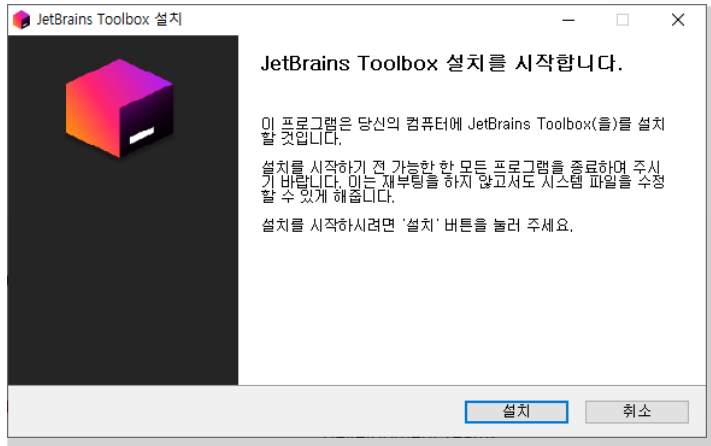 JetBrains Toolbox 설치
JetBrains Toolbox 설치를 시작합니다.
이 프로그램은 당신의 컴퓨터에 JetBrains Toolbox(을)를 설치
할 것입니다.
설치를 시작하기 전 가능한 한 모든 프로그램을 종료하여 주시
기 바랍니다. 이는 재부팅을 하지 않고서도 시스템 파일을 수정
할 수 있게 해줍니다.
설치를 시작하시려면 '설치' 버튼을 눌러 주세요.
설치
취소